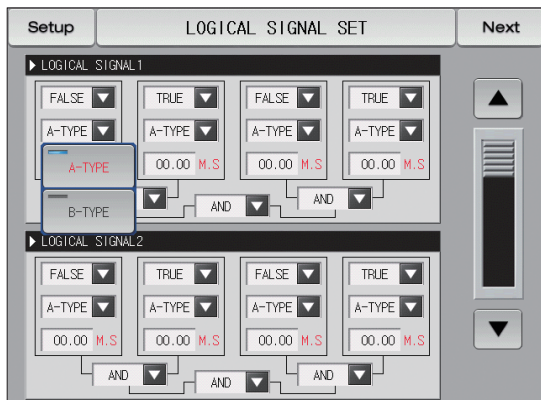 Setup LOGICAL SIGNAL SET Next
LOGICAL SIGNAL1
FALSE TRUE FALSE TRUE
A-TYPE A-TYPE A-TYPE A-TYPE
A-TYPE 00.00 M.S 00.00 M.S 00.00 M.S
B-TYPE AND AND
LOGICAL SIGNAL2
FALSE TRUE FALSE TRUE
A-TYPE A-TYPE A-TYPE A-TYPE
00.00 M.S 00.00 M.S 00.00 M.S 00.00 M.S
AND AND AND